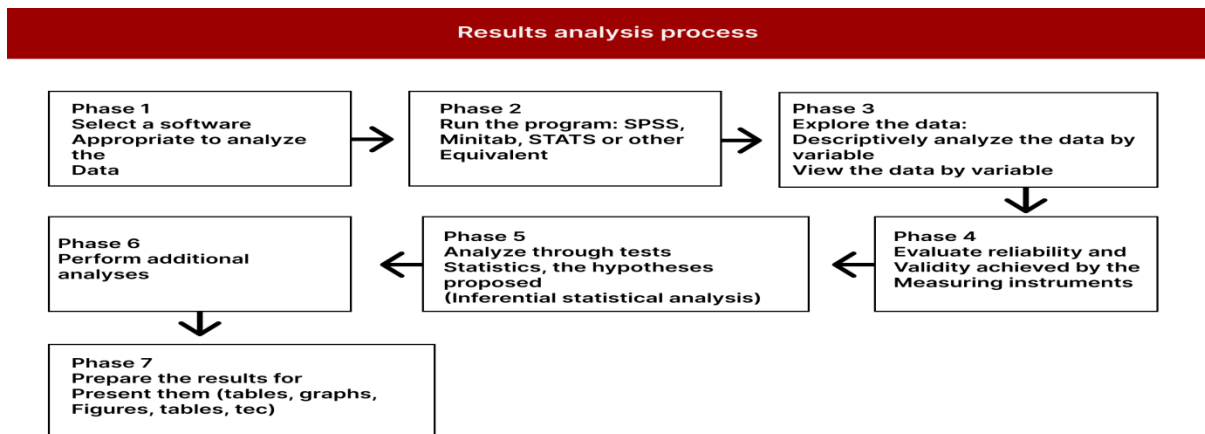 Results analysis process
Phase 1
Select a software
Appropriate to analyze
the
Data
Phase 2
Run the program: SPSS,
Minitab, STATS or other
Equivalent
Phase 3
Explore the data:
Descriptively analyze the data by
variable
View the data by variable
Phase 4
Evaluate reliability and
Validity achieved by the
Measuring instruments
Phase 5
Analyze through tests
Statistics, the hypotheses
proposed
(Inferential statistical analysis)
Phase 6
Perform additional
analyses
Phase 7
Prepare the results for
Present them (tables, graphs,
Figures, tables, tec)